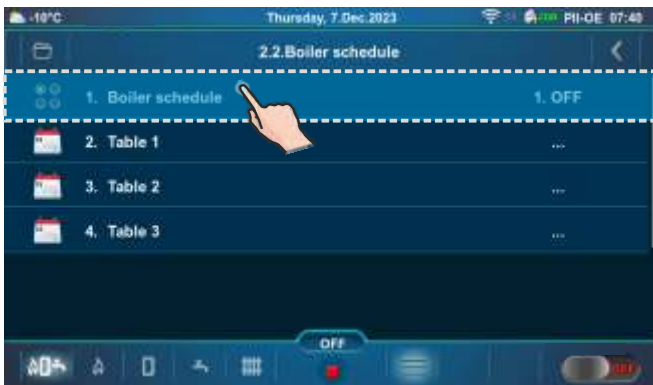 -10°C Thursday, 7.Dec.2023 PII-OE 07:40
2.2.Boiler schedule
1. Boiler schedule 1. OFF
2. Table 1 ...
3. Table 2 ...
4. Table 3 ...
OFF
OFF